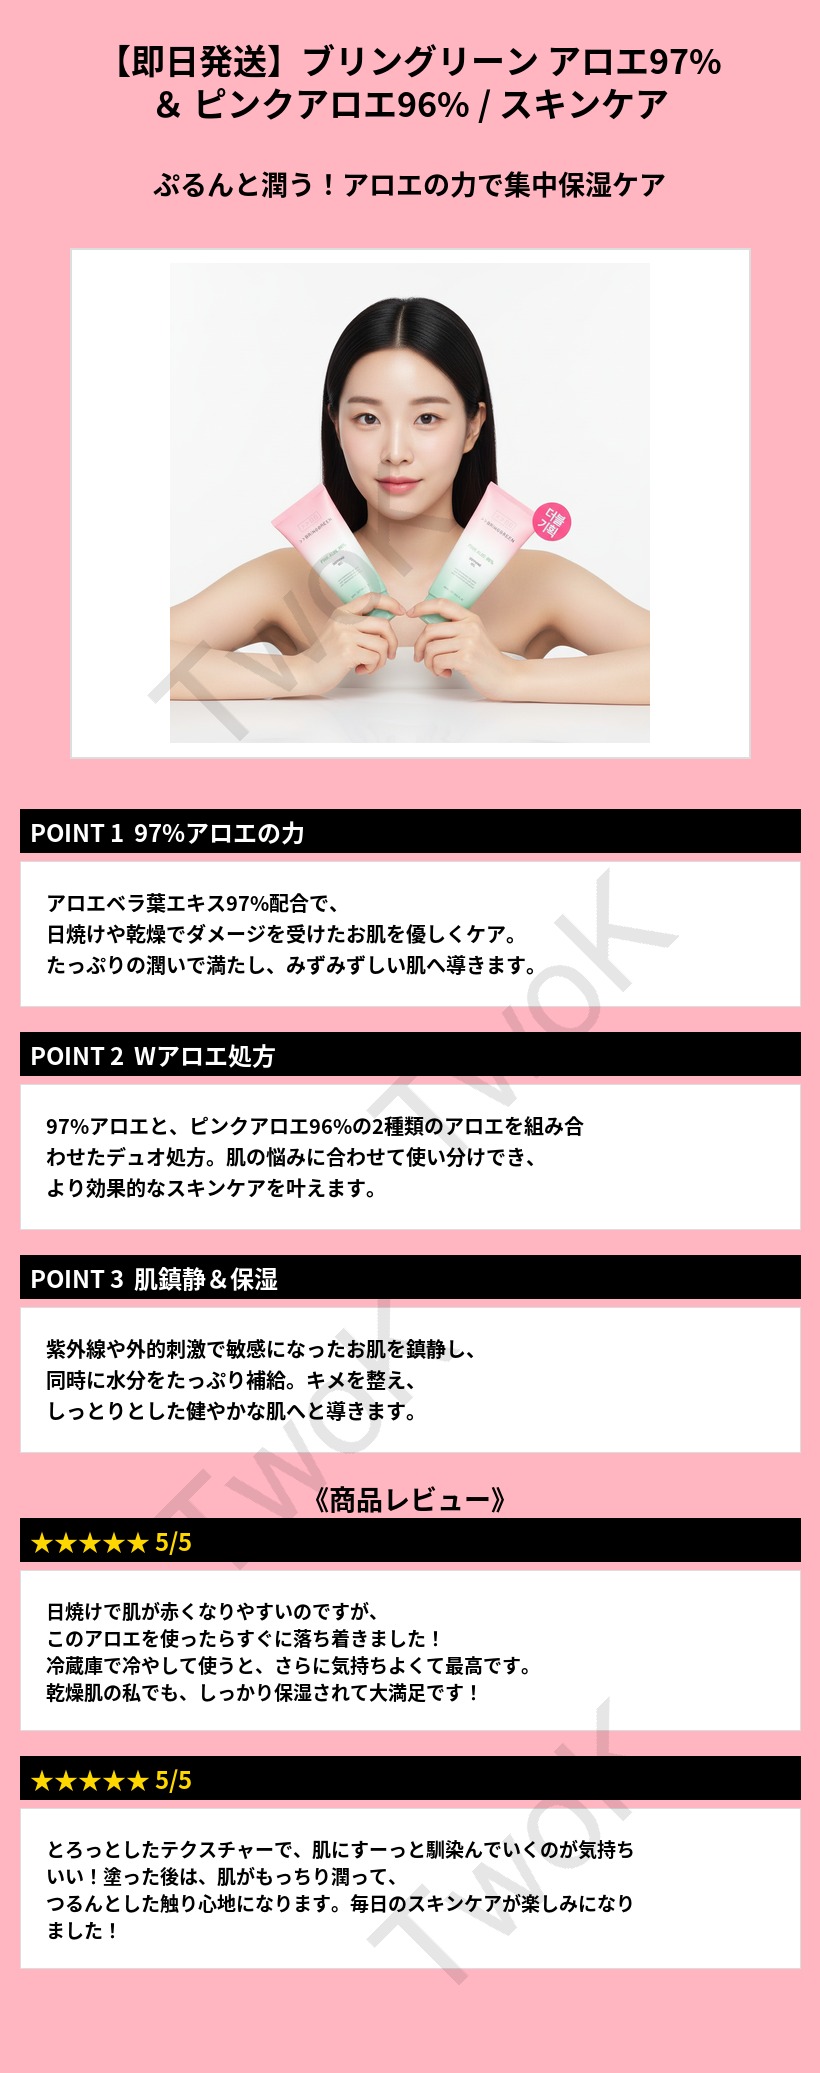 【即日発送】ブリングリーン アロエ97%
& ピンクアロエ96% / スキンケア
ぷるんと潤う！アロエの力で集中保湿ケア
더블
기획
TwoK
POINT 1 97%アロエの力
アロエベラ葉エキス97%配合で、
日焼けや乾燥でダメージを受けたお肌を優しくケア。
たっぷりの潤いで満たし、みずみずしい肌へ導きます。
TwoK
POINT 2 Wアロエ処方
97%アロエと、ピンクアロエ96%の2種類のアロエを組み合
わせたデュオ処方。肌の悩みに合わせて使い分けでき、
より効果的なスキンケアを叶えます。
POINT 3 肌鎮静＆保湿
紫外線や外的刺激で敏感になったお肌を鎮静し、
同時に水分をたっぷり補給。キメを整え、
しっとりとした健やかな肌へと導きます。
TwoK
《商品レビュー》
★★★★★ 5/5
日焼けで肌が赤くなりやすいのですが、
このアロエを使ったらすぐに落ち着きました！
冷蔵庫で冷やして使うと、さらに気持ちよくて最高です。
乾燥肌の私でも、しっかり保湿されて大満足です！
★★★★★ 5/5
とろっとしたテクスチャーで、肌にすーっと馴染んでいくのが気持ち
いい！塗った後は、肌がもっちり潤って、
つるんとした触り心地になります。毎日のスキンケアが楽しみになり
ました！
TwoK